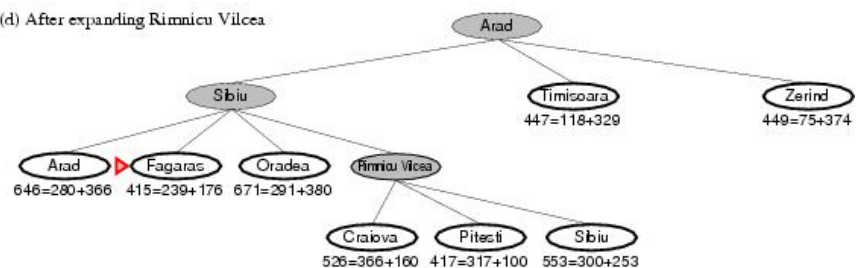 (d) After expanding Rimnicu Vilcea
Arad
Sibiu
Timisoara
Zerind
447=118+329
449=75+374
Arad
Fagaras
Oradea
Rimnicu Vilcea
646=280+366
415=239+176
671=291+380
Craiova
Pitesti
Sibiu
526=366+160
417=317+100
553=300+253